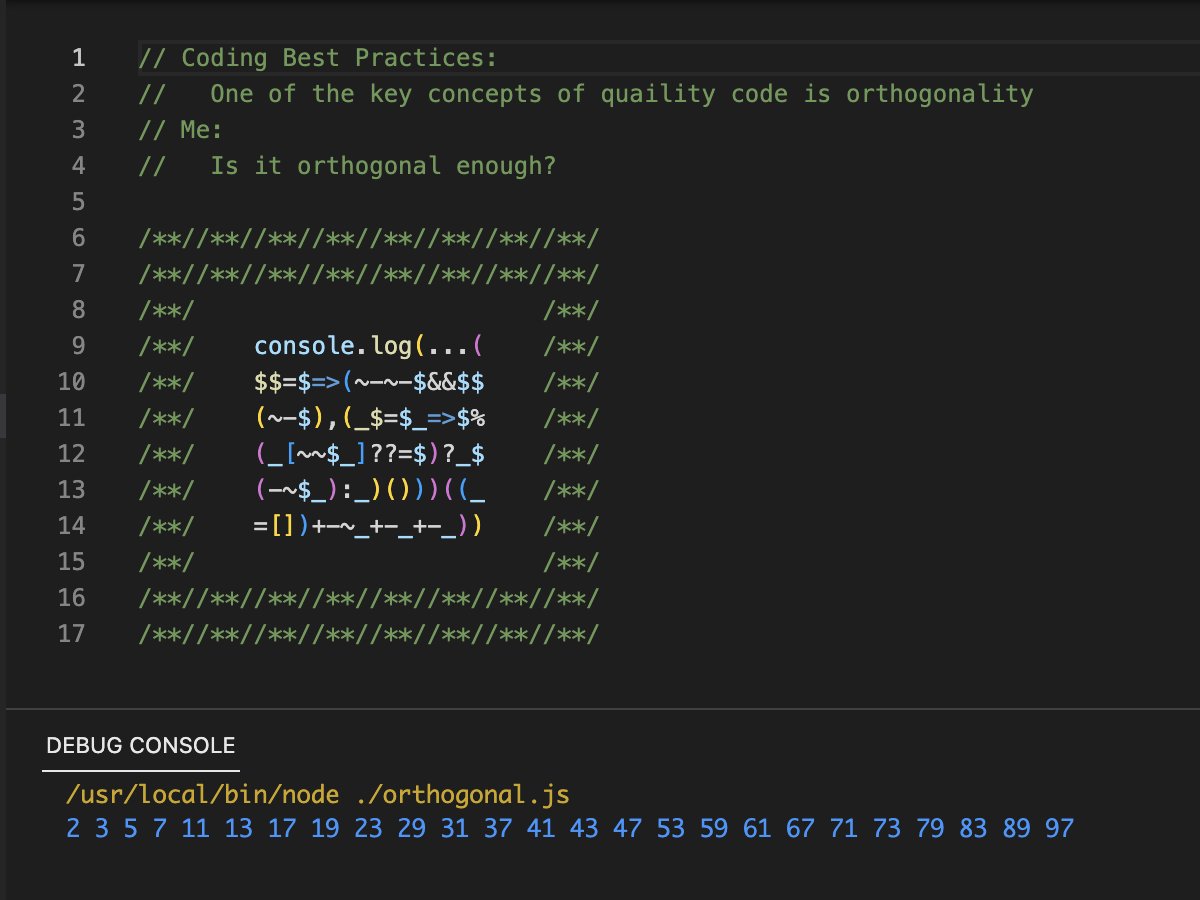 1 // Coding Best Practices:
2 //   One of the key concepts of quaility code is orthogonality
3 // Me:
4 //   Is it orthogonal enough?
5
6 /**//**//**//**//**//**//**//**/
7 /**//**//**//**//**//**//**//**/
8 /**/                        /**/
9 /**/    console.log(...(    /**/
10 /**/    $$=$=>(~-~-$&&$$    /**/
11 /**/    (~-$),(_$=$_=>$%    /**/
12 /**/    (_[~~$_]??=$)?_$    /**/
13 /**/    (-~$_):_)()))((_    /**/
14 /**/    =[])+-~_+-_+-_))    /**/
15 /**/                        /**/
16 /**//**//**//**//**//**//**//**/
17 /**//**//**//**//**//**//**//**/
DEBUG CONSOLE
/usr/local/bin/node ./orthogonal.js
2 3 5 7 11 13 17 19 23 29 31 37 41 43 47 53 59 61 67 71 73 79 83 89 97